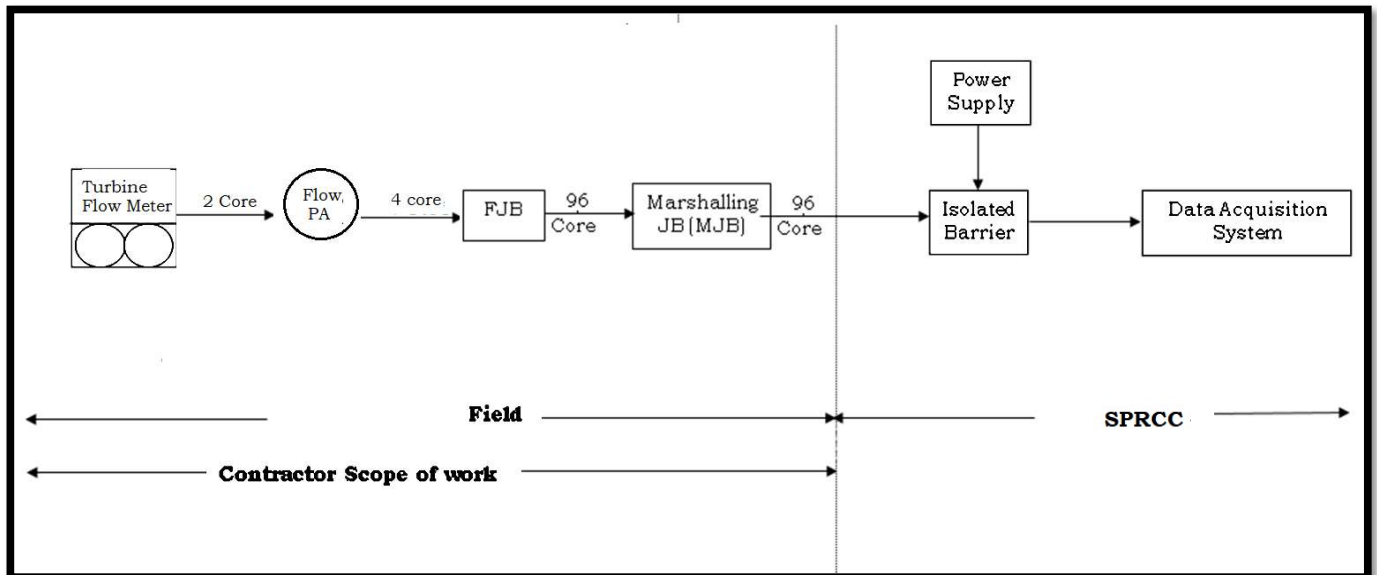 Power
Supply
Turbine
Flow Meter
2 Core
Flow,
PA
4 core
FJB
96
Core
Marshalling
JB (MJB)
96
Core
Isolated
Barrier
Data Acquisition
System
Field
SPRCC
Contractor Scope of work